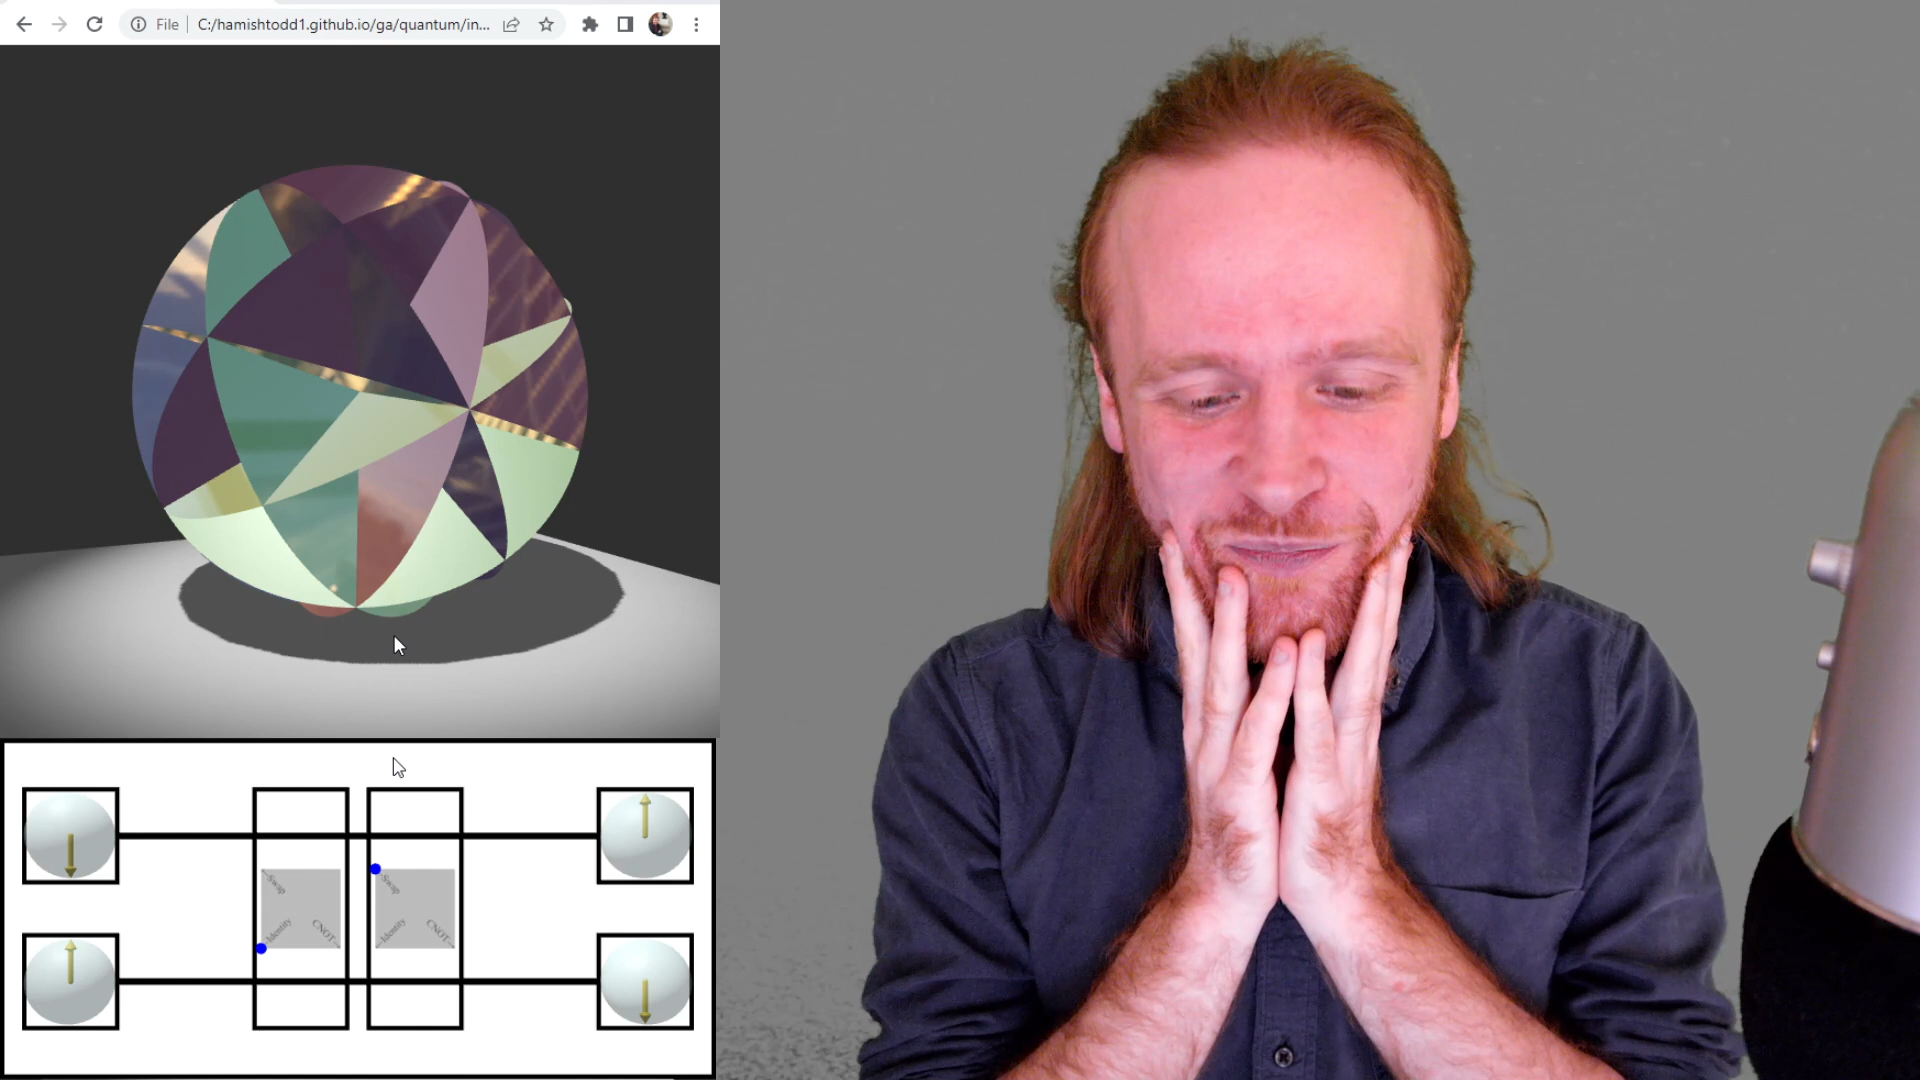 File C:/hamishtodd1.github.io/ga/quantum/in...
Swap
Identity
CNOT
Swap
Identity
CNOT